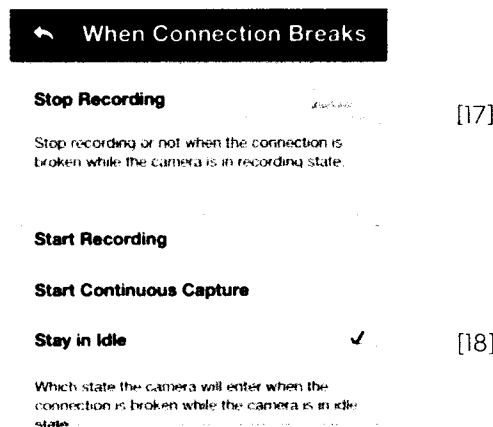 When Connection Breaks
Stop Recording
[17]
Stop recording or not when the connection is
broken while the camera is in recording state.
Start Recording
Start Continuous Capture
Stay in Idle
[18]
Which state the camera will enter when the
connection is broken while the camera is in idle
state